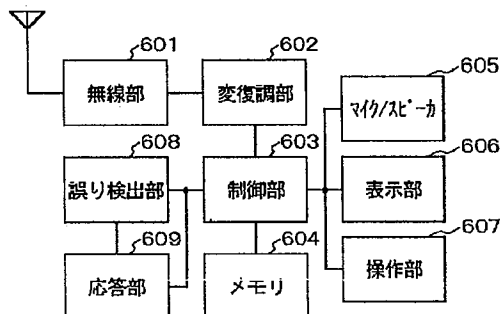 601
602
605
無線部
変復調部
マイク/スピーカ
608
603
606
誤り検出部
制御部
表示部
609
604
607
応答部
メモリ
操作部